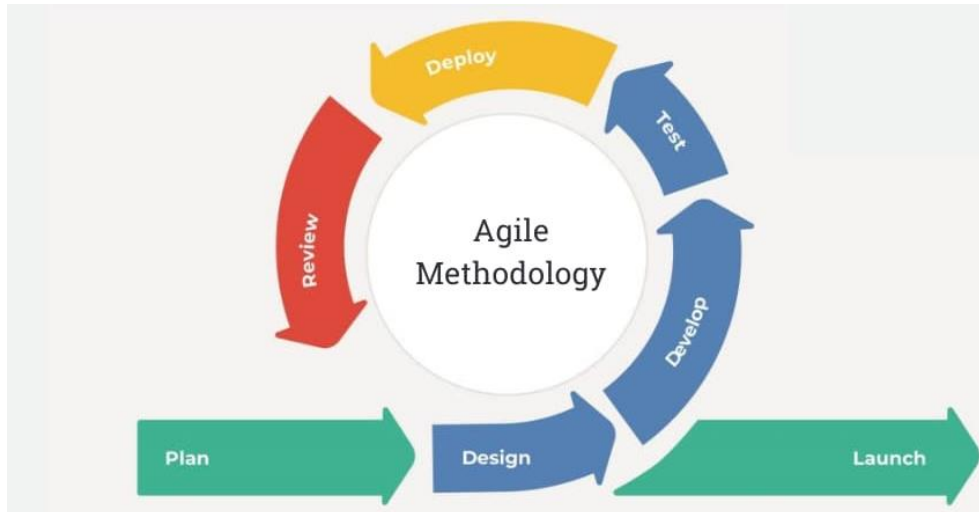 Deploy
Test
Review
Agile
Methodology
Develop
Plan
Design
Launch